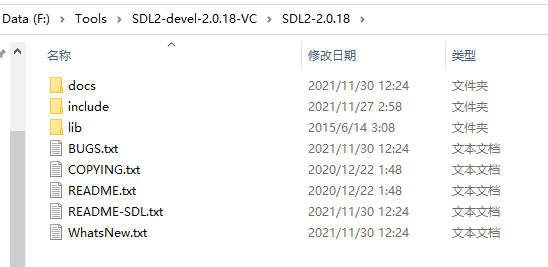 Data (F:) > Tools > SDL2-devel-2.0.18-VC > SDL2-2.0.18 >
名称 修改日期 类型
docs 2021/11/30 12:24 文件夹
include 2021/11/27 2:58 文件夹
lib 2015/6/14 3:08 文件夹
BUGS.txt 2021/11/30 12:24 文本文档
COPYING.txt 2020/12/22 1:48 文本文档
README.txt 2020/12/22 1:48 文本文档
README-SDL.txt 2021/11/30 12:24 文本文档
WhatsNew.txt 2021/11/30 12:24 文本文档